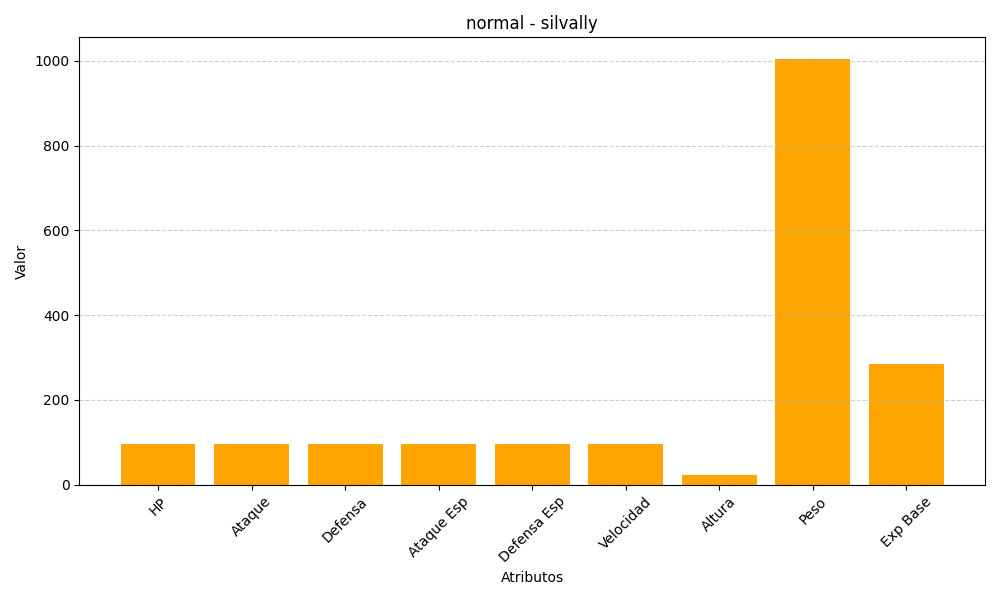 normal - silvally
1000
800
600
400
200
0
Valor
HP
Ataque
Defensa
Ataque Esp
Defensa Esp
Velocidad
Altura
Peso
Exp Base
Atributos